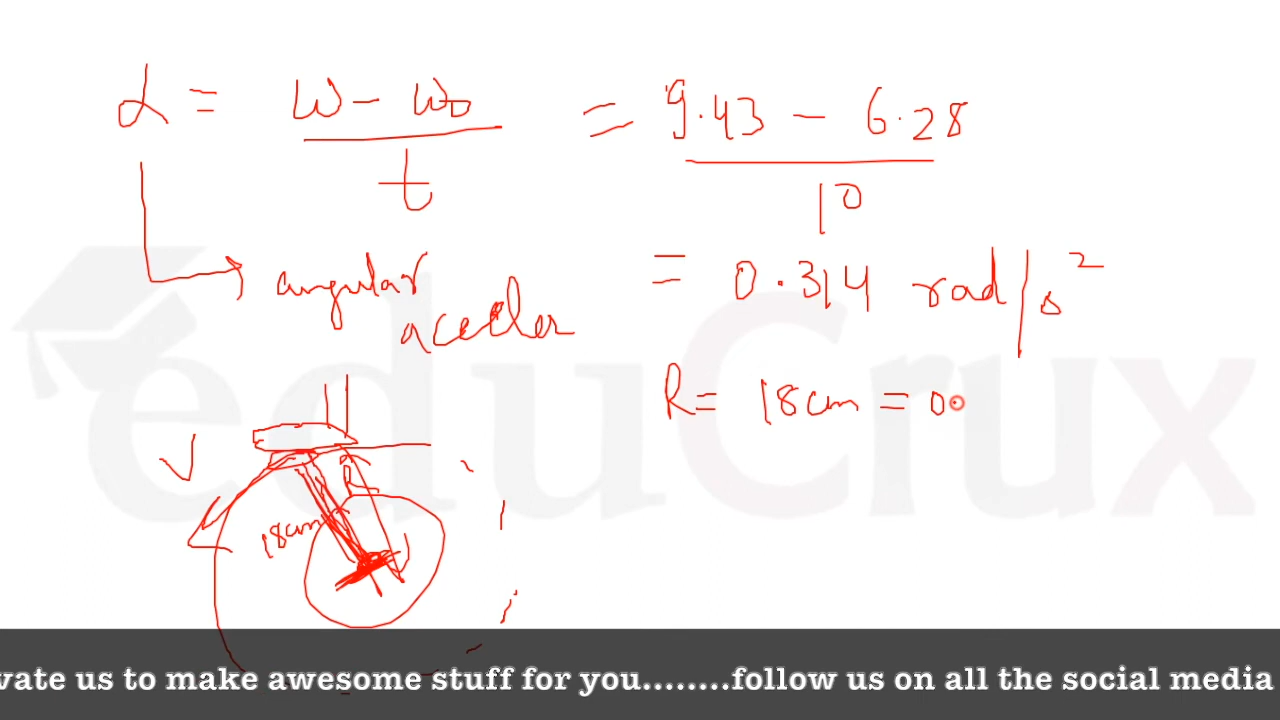 α = ω - ω0 / t = 9.43 - 6.28 / 10
= 0.314 rad/s²
angular
R = 18cm = 0.
V
R
18cm
eduCrux
vate us to make awesome stuff for you........follow us on all the social media